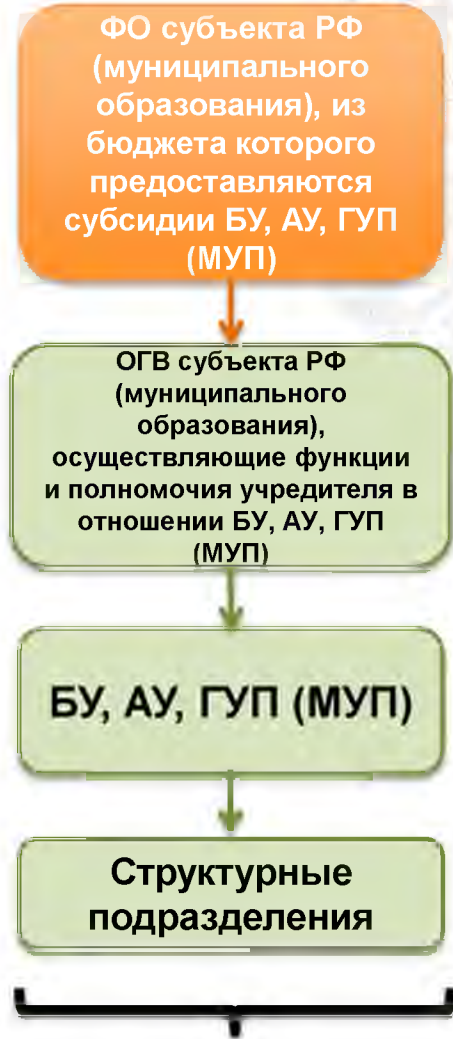 ФО субъекта РФ
(муниципального
образования), из
бюджета которого
предоставляются
субсидии БУ, АУ, ГУП
(МУП)
ОГВ субъекта РФ
(муниципального
образования),
осуществляющие функции
и полномочия учредителя в
отношении БУ, АУ, ГУП
(МУП)
БУ, АУ, ГУП (МУП)
Структурные
подразделения